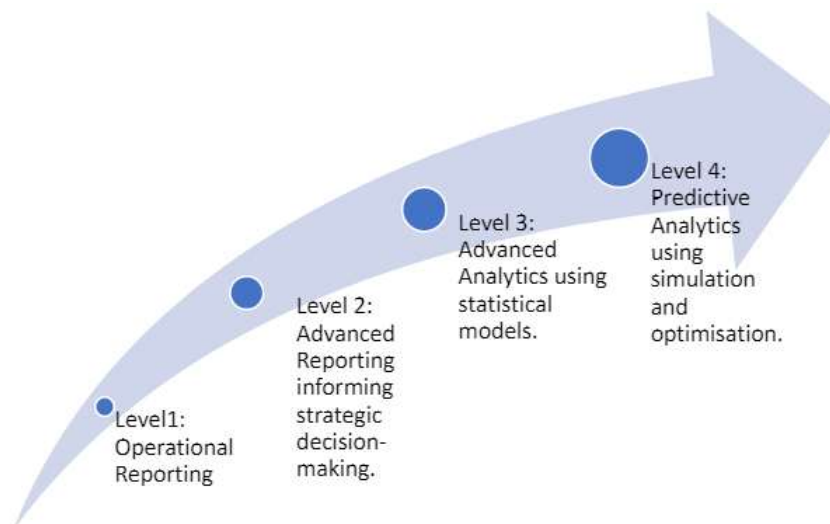 Level1:
Operational
Reporting
Level 2:
Advanced
Reporting
informing
strategic
decision-
making.
Level 3:
Advanced
Analytics using
statistical
models.
Level 4:
Predictive
Analytics
using
simulation
and
optimisation.